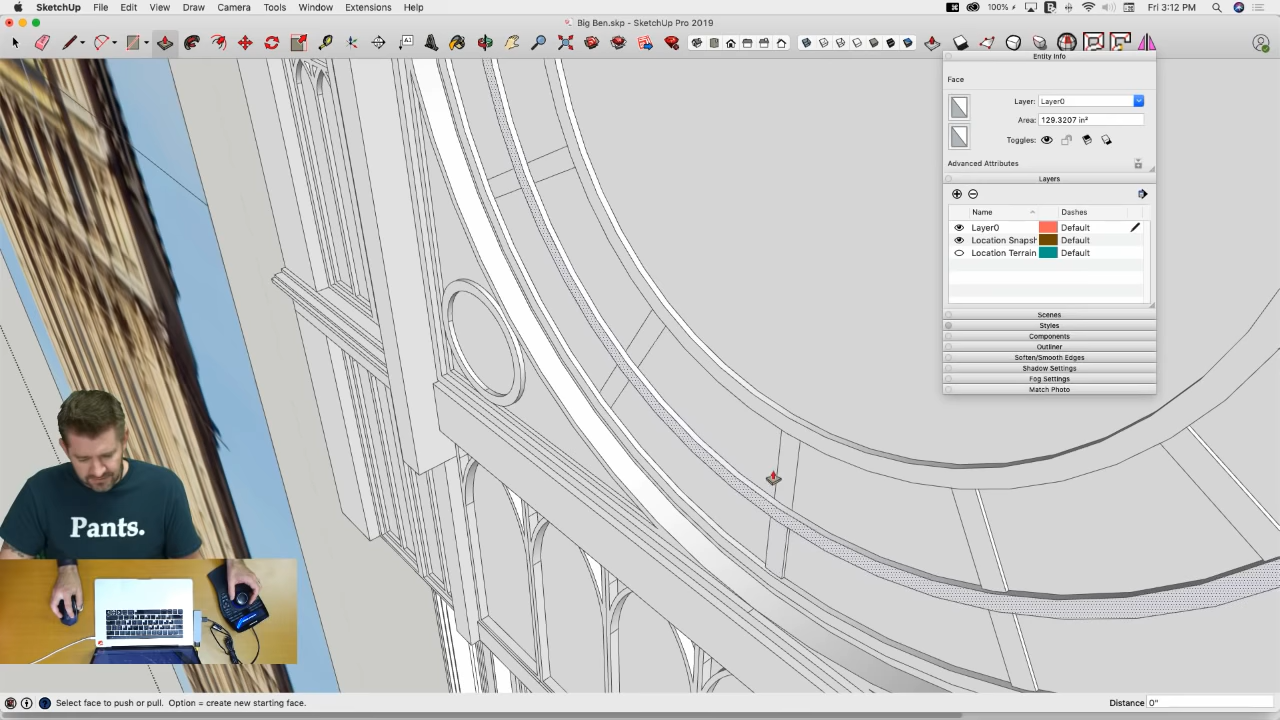 SketchUp File Edit View Draw Camera Tools Window Extensions Help 100% Fri 3:12 PM
Big Ben.skp - SketchUp Pro 2019
Entity Info
Face
Layer: Layer0
Area: 129.3207 in²
Toggles:
Advanced Attributes
Layers
Name Dashes
Layer0 Default
Location Snapsh Default
Location Terrain Default
Scenes
Styles
Components
Outliner
Soften/Smooth Edges
Shadow Settings
Fog Settings
Match Photo
Pants.
Select face to push or pull. Option = create new starting face. Distance 0"